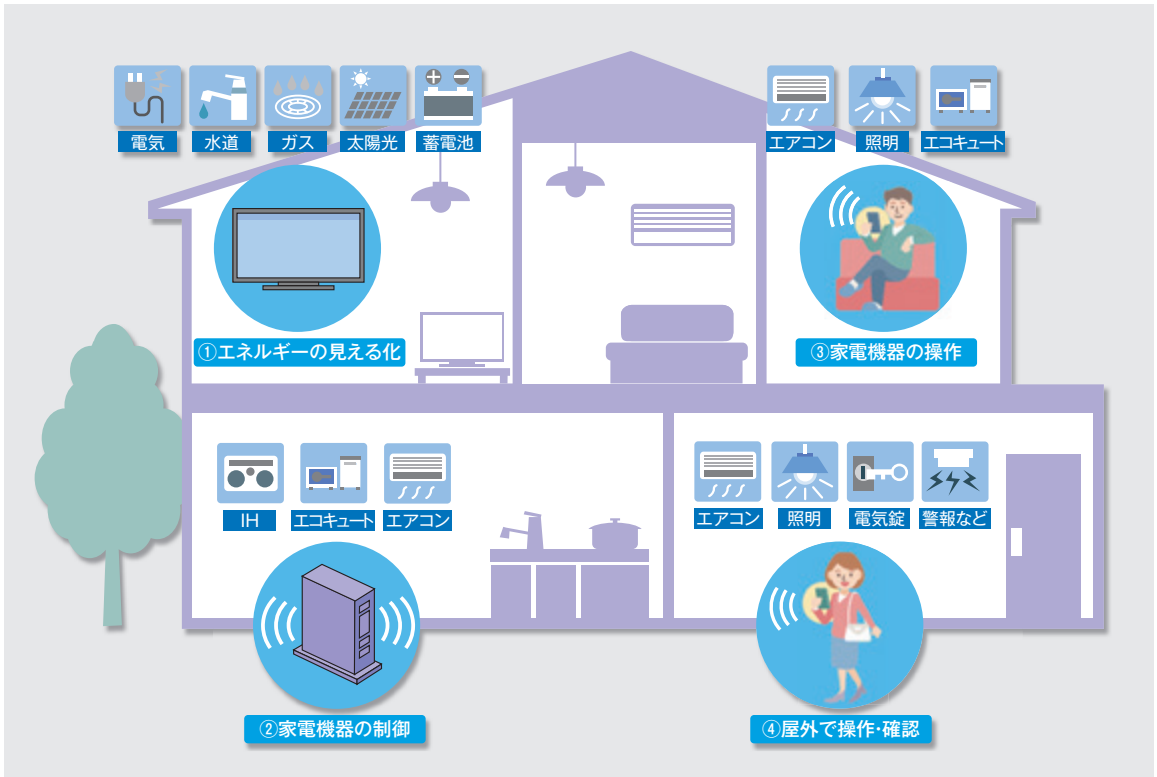 電気
水道
ガス
太陽光
蓄電池
①エネルギーの見える化
エアコン
照明
エコキュート
③家電機器の操作
IH
エコキュート
エアコン
②家電機器の制御
エアコン
照明
電気錠
警報など
④屋外で操作・確認